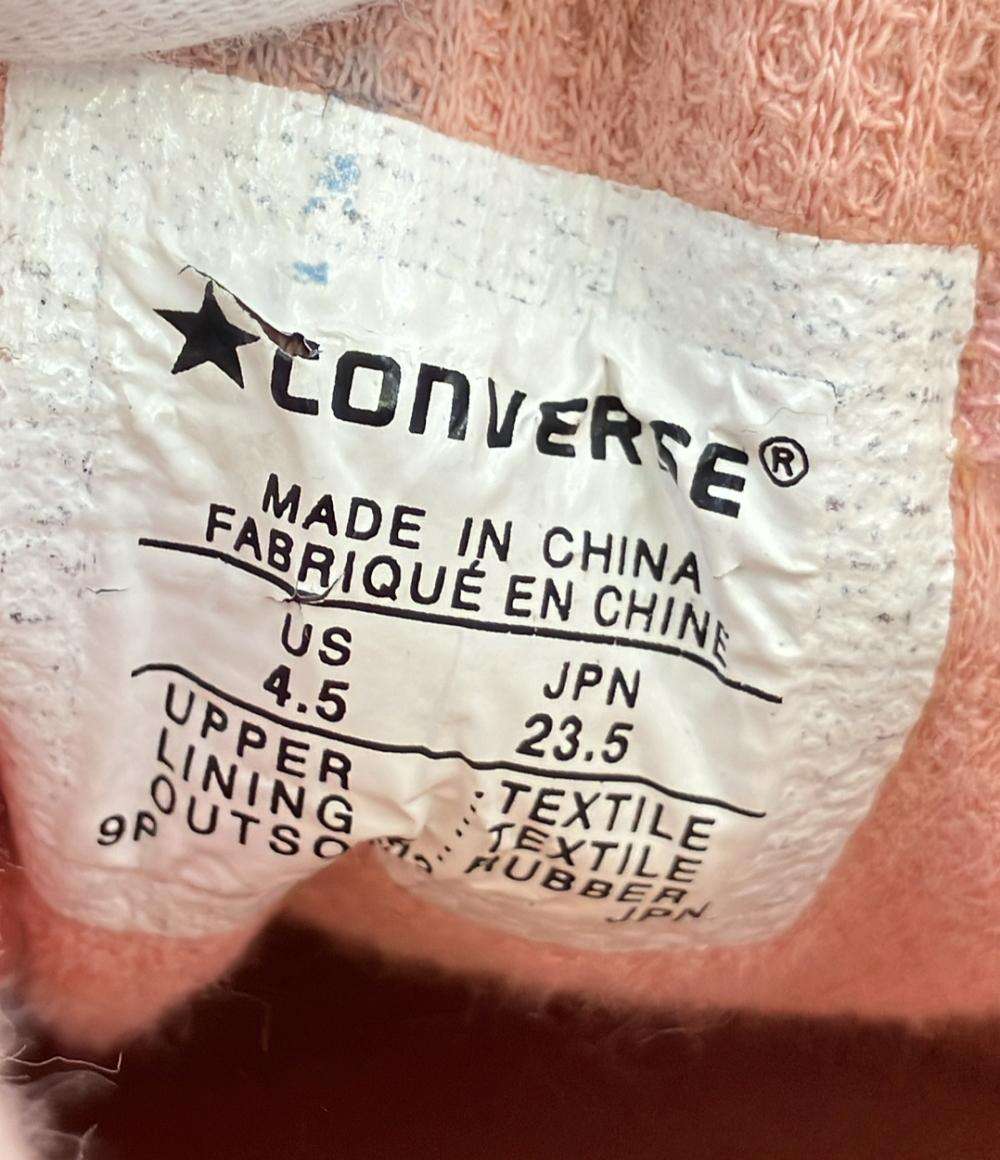 ★CONVERSE®
MADE IN CHINA
FABRIQUÉ EN CHINE
US JPN
4.5 23.5
UPPER TEXTILE
LINING TEXTILE
RUBBER
JPN